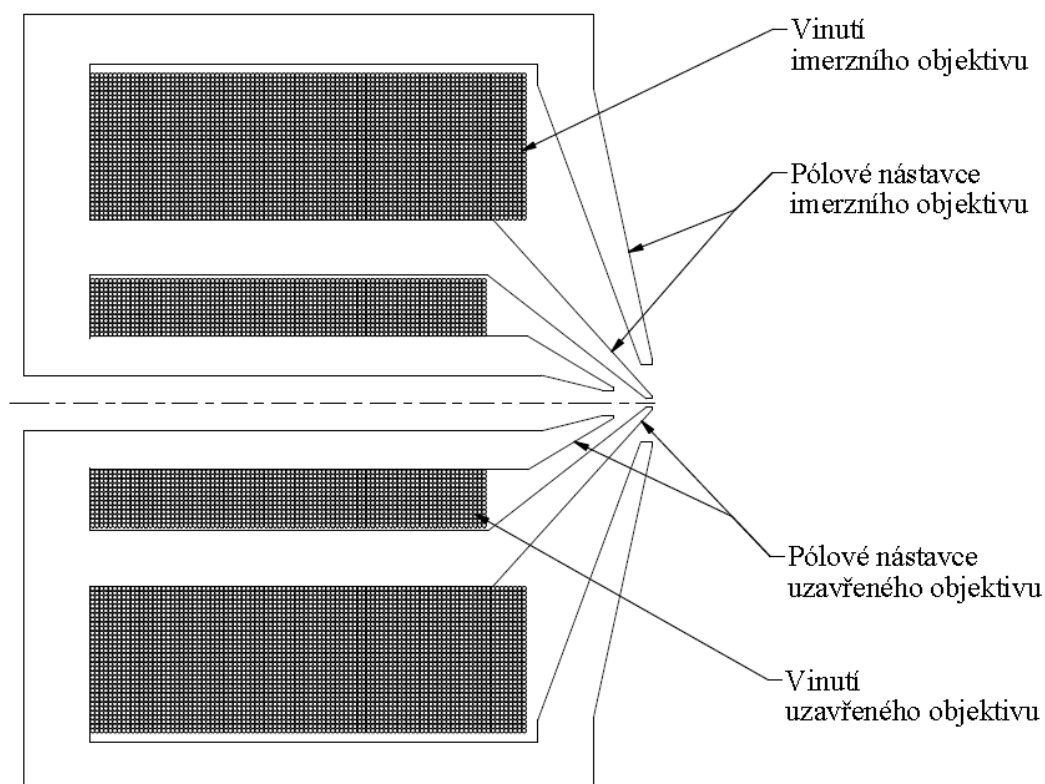 Vinutí
imerzního objektivu
Pólové nástavce
imerzního objektivu
Pólové nástavce
uzavřeného objektivu
Vinutí
uzavřeného objektivu